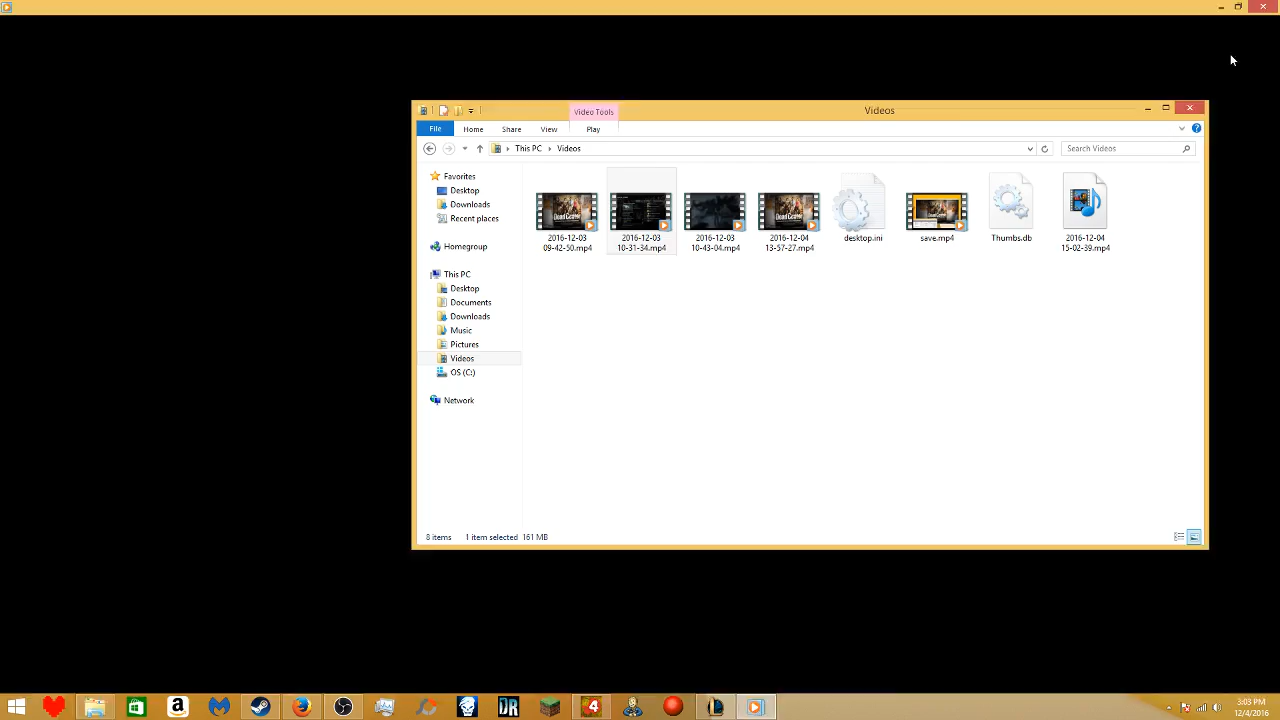 Video Tools
Videos
File
Home
Share
View
Play
This PC
Videos
Search Videos
Favorites
Desktop
Downloads
Recent places
Homegroup
This PC
Desktop
Documents
Downloads
Music
Pictures
Videos
OS (C:)
Network
2016-12-03
09-42-50.mp4
2016-12-03
10-31-34.mp4
2016-12-03
10-43-04.mp4
2016-12-04
13-57-27.mp4
desktop.ini
save.mp4
Thumbs.db
2016-12-04
15-02-39.mp4
8 items
1 item selected 161 MB
DR
4
3:03 PM
12/4/2016